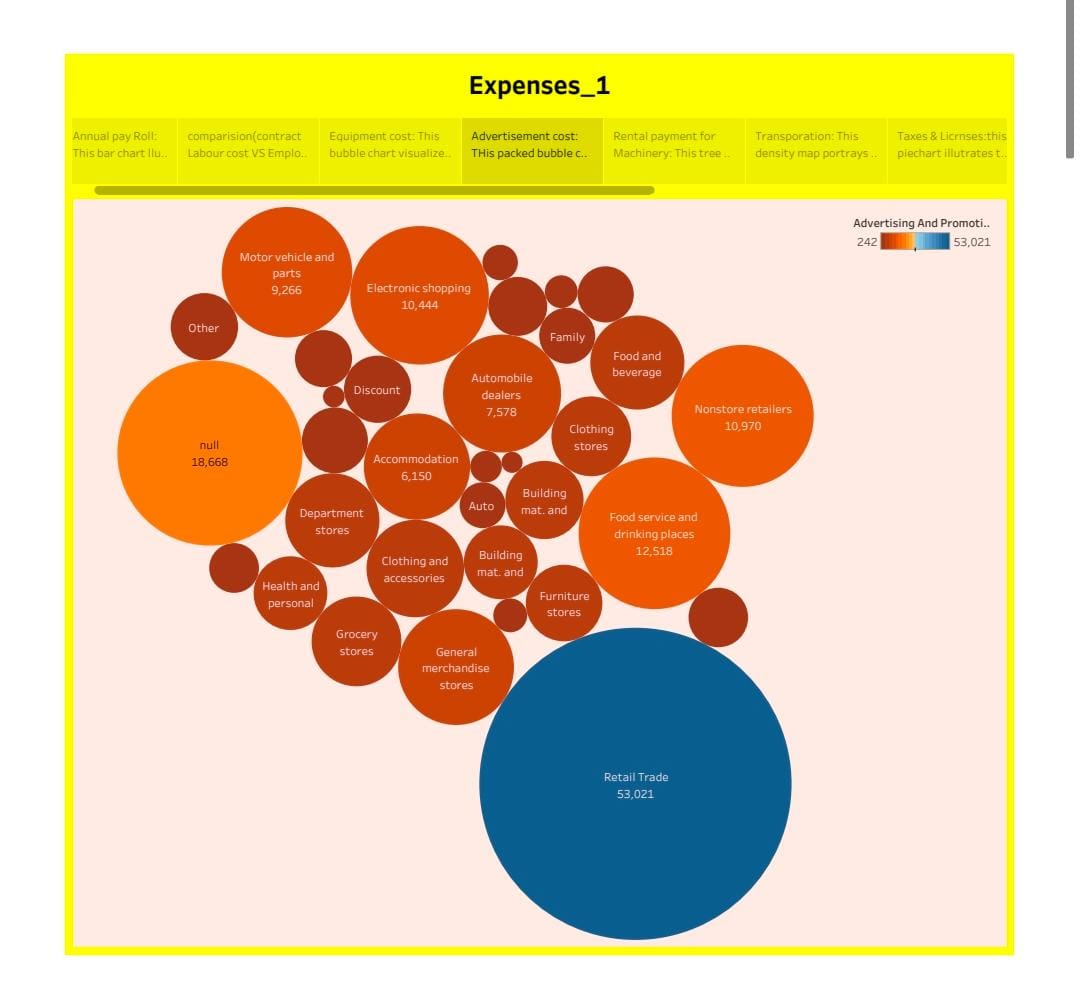 Expenses_1
Annual pay Roll:
This bar chart llu..
comparision(contract
Labour cost VS Emplo..
Equipment cost: This
bubble chart visualize..
Advertisement cost:
THis packed bubble c..
Rental payment for
Machinery: This tree ..
Transporation: This
density map portrays ..
Taxes & Licrnses:this
piechart illutrates t..
Advertising And Promoti..
242 53,021
Motor vehicle and
parts
9,266
Electronic shopping
10,444
Other
Family
Food and
beverage
Discount
Automobile
dealers
7,578
Nonstore retailers
10,970
Clothing
stores
null
18,668
Accommodation
6,150
Auto
Building
mat. and
Department
stores
Food service and
drinking places
12,518
Clothing and
accessories
Building
mat. and
Health and
personal
Furniture
stores
Grocery
stores
General
merchandise
stores
Retail Trade
53,021